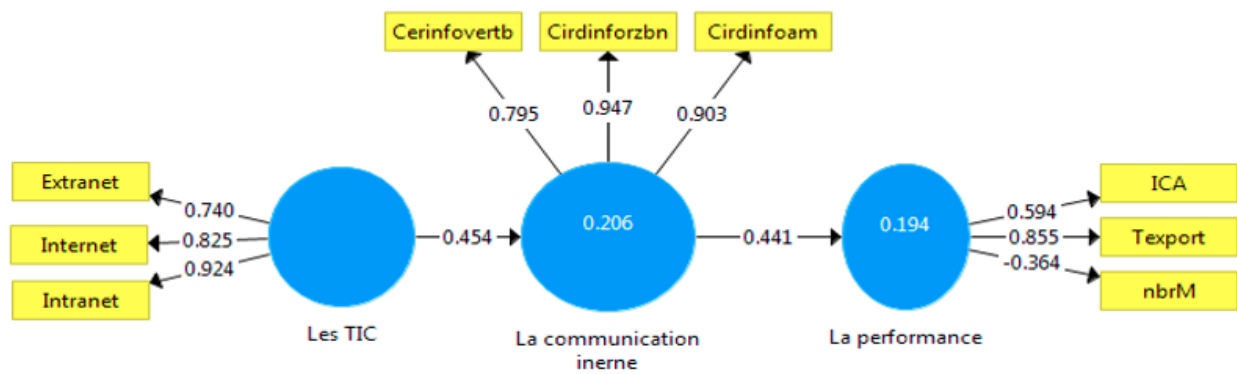 Cerinfovertb Cirdinforzbn Cirdinfoam
0.795 0.947 0.903
Extranet
Internet
Intranet
0.740
0.825
0.924
0.454
0.206
0.441
0.194
0.594
0.855
-0.364
ICA
Texport
nbrM
Les TIC
La communication
inerne
La performance